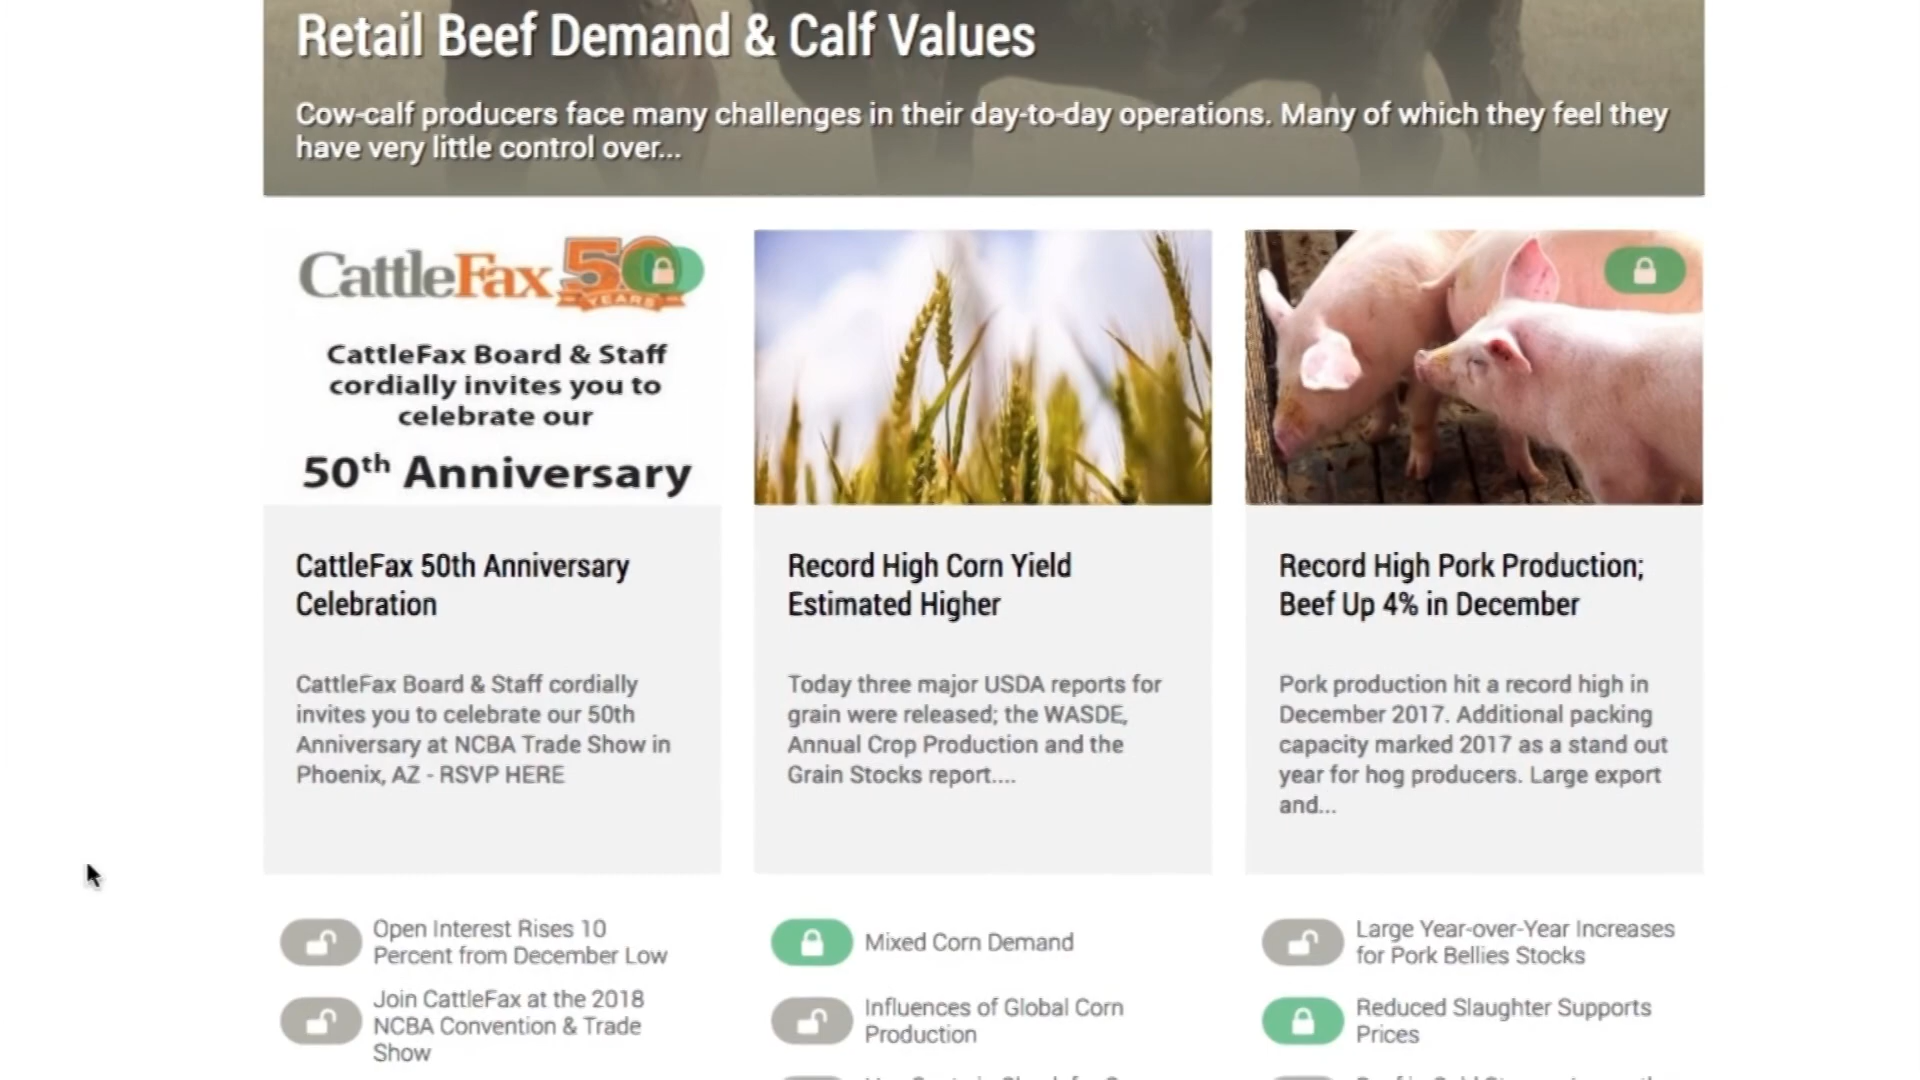 Retail Beef Demand & Calf Values
Cow-calf producers face many challenges in their day-to-day operations. Many of which they feel they
have very little control over...
CattleFax 50
YEARS
CattleFax Board & Staff
cordially invites you to
celebrate our
50th Anniversary
CattleFax 50th Anniversary
Celebration
CattleFax Board & Staff cordially
invites you to celebrate our 50th
Anniversary at NCBA Trade Show in
Phoenix, AZ - RSVP HERE
Record High Corn Yield
Estimated Higher
Today three major USDA reports for
grain were released; the WASDE,
Annual Crop Production and the
Grain Stocks report....
Record High Pork Production;
Beef Up 4% in December
Pork production hit a record high in
December 2017. Additional packing
capacity marked 2017 as a stand out
year for hog producers. Large export
and...
Open Interest Rises 10
Percent from December Low
Join CattleFax at the 2018
NCBA Convention & Trade
Show
Mixed Corn Demand
Influences of Global Corn
Production
Large Year-over-Year Increases
for Pork Bellies Stocks
Reduced Slaughter Supports
Prices